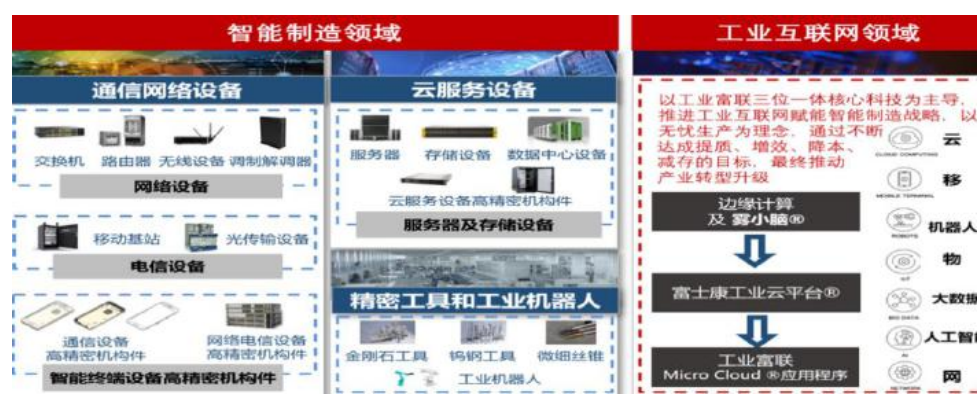 智能制造领域
通信网络设备
交换机 路由器 无线设备 调制解调器
网络设备
移动基站 光传输设备
电信设备
通信设备
高精密机构件
网络电信设备
高精密机构件
智能终端设备高精密机构件
云服务设备
服务器 存储设备 数据中心设备
云服务设备高精密机构件
服务器及存储设备
精密工具和工业机器人
金刚石工具 钨钢工具 微细丝锥
工业机器人
工业互联网领域
以工业富联三位一体核心科技为主导，
推进工业互联网赋能智能制造战略，以
无忧生产为理念，通过不断
达成提质、增效、降本、
减存的目标，最终推动
产业转型升级
边缘计算
及 雾小脑®
富士康工业云平台®
工业富联
Micro Cloud ®应用程序
云
CLOUD COMPUTING
移
MOBILE TERMINAL
机器人
ROBOTS
物
IoT
大数据
BIG DATA
人工智能
AI
网
NETWORK